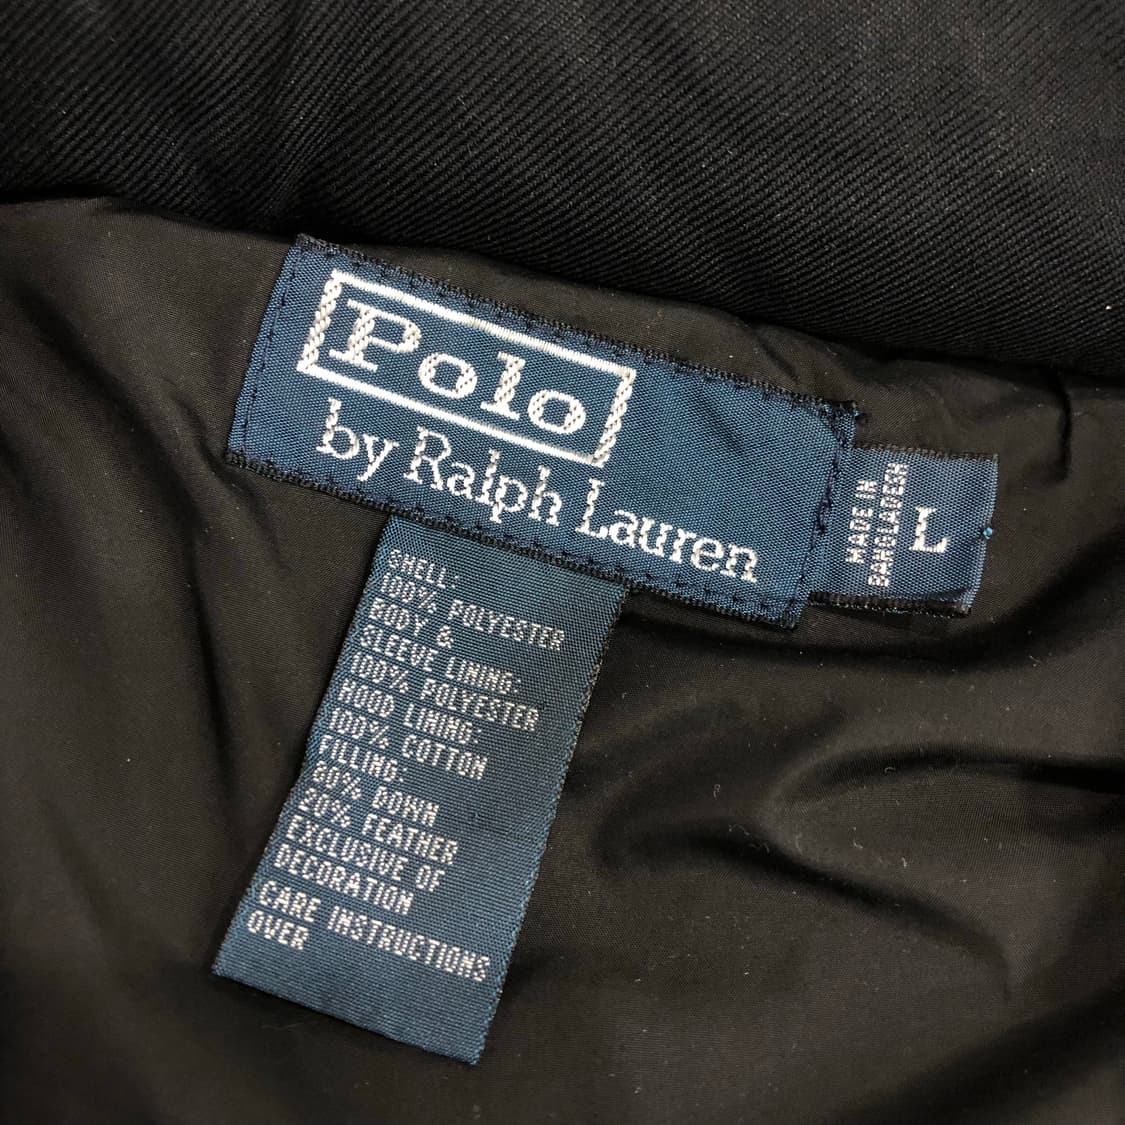 Polo
by Ralph Lauren
MADE IN
BANGLADESH
L
SHELL:
100% POLYESTER
BODY &
SLEEVE LINING:
100% POLYESTER
HOOD LINING:
100% COTTON
FILLING:
80% DOWN
20% FEATHER
EXCLUSIVE OF
DECORATION
CARE INSTRUCTIONS
OVER